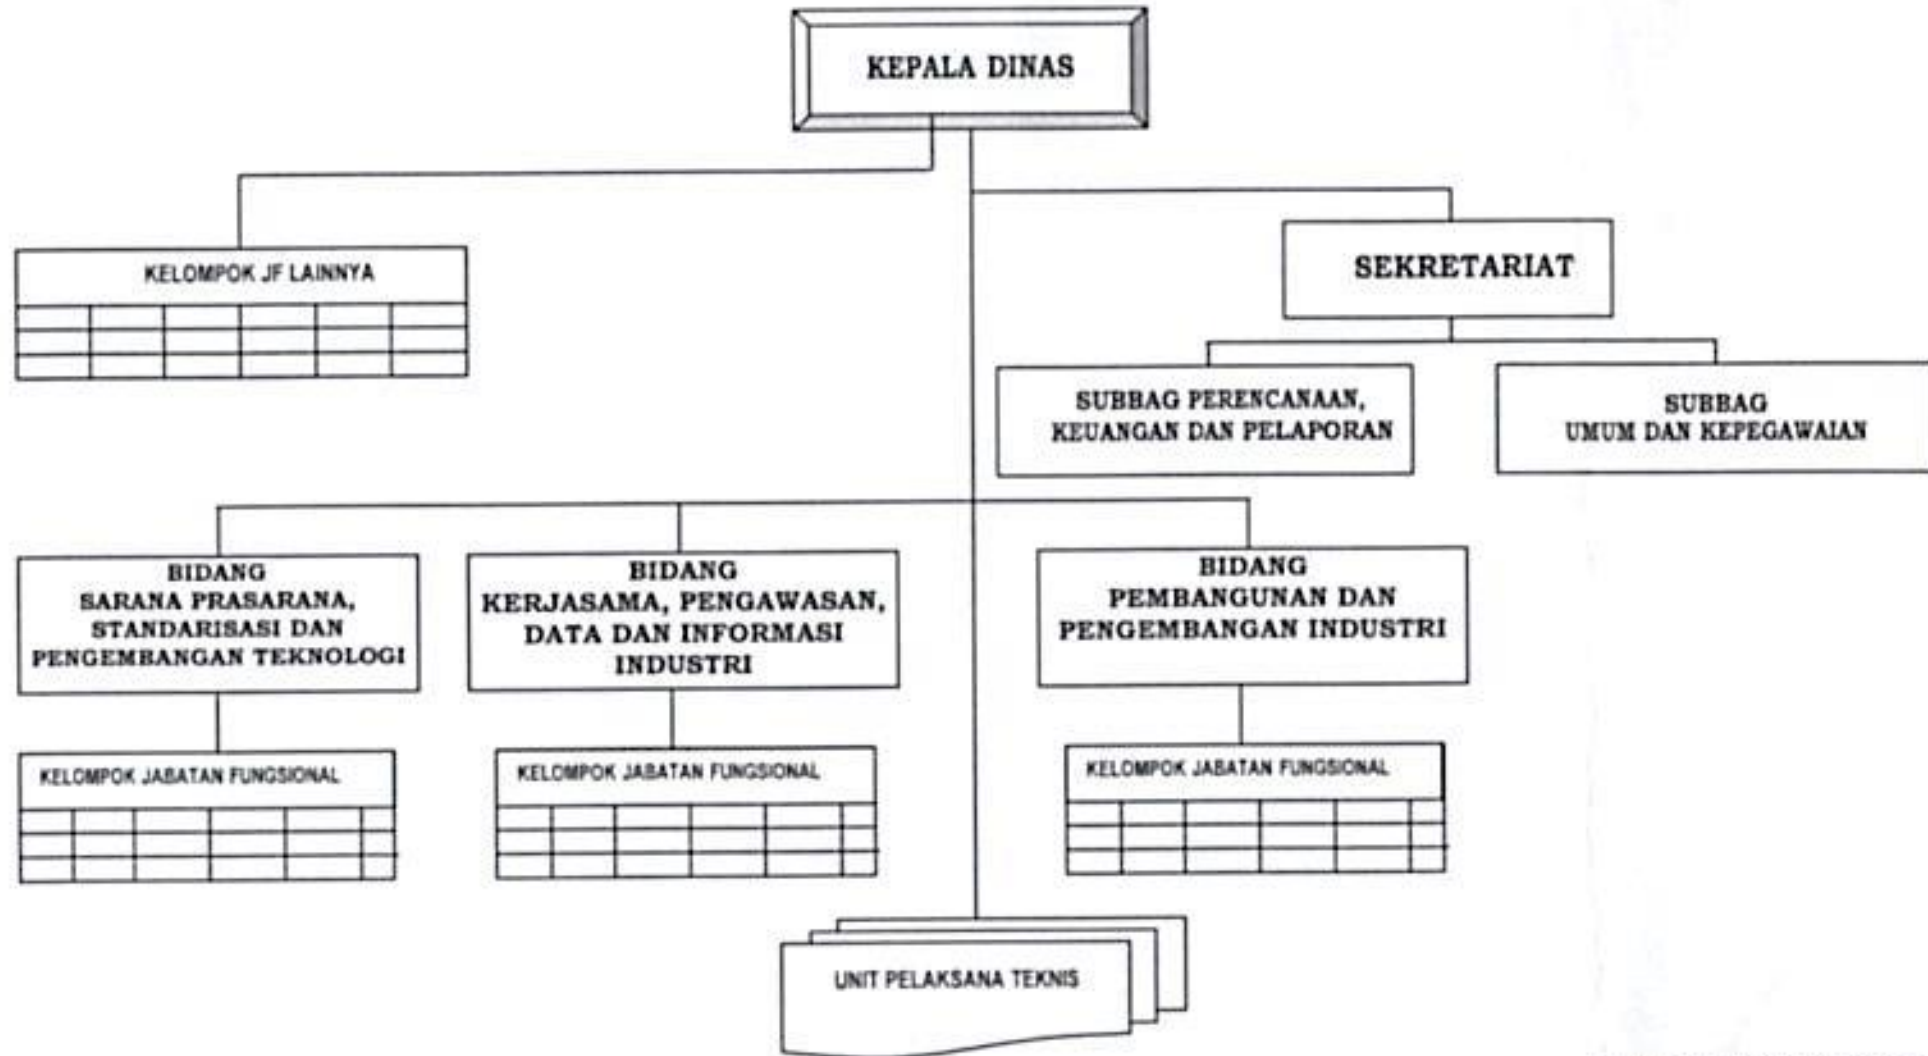 KEPALA DINAS
KELOMPOK JF LAINNYA
SEKRETARIAT
SUBBAG PERENCANAAN,
KEUANGAN DAN PELAPORAN
SUBBAG
UMUM DAN KEPEGAWAIAN
BIDANG
SARANA PRASARANA,
STANDARISASI DAN
PENGEMBANGAN TEKNOLOGI
BIDANG
KERJASAMA, PENGAWASAN,
DATA DAN INFORMASI
INDUSTRI
BIDANG
PEMBANGUNAN DAN
PENGEMBANGAN INDUSTRI
KELOMPOK JABATAN FUNGSIONAL
KELOMPOK JABATAN FUNGSIONAL
KELOMPOK JABATAN FUNGSIONAL
UNIT PELAKSANA TEKNIS